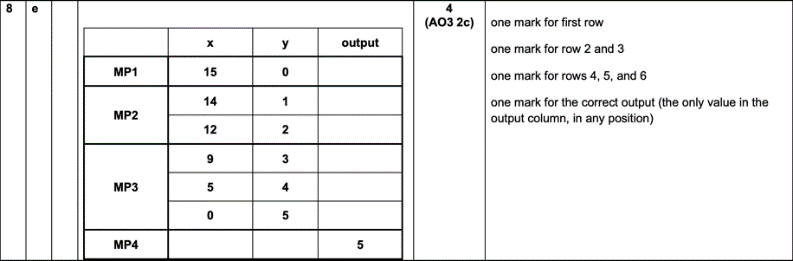 8 e 4
(AO3 2c)
x y output
MP1 15 0
MP2 14 1
12 2
MP3 9 3
5 4
0 5
MP4 5
one mark for first row
one mark for row 2 and 3
one mark for rows 4, 5, and 6
one mark for the correct output (the only value in the
output column, in any position)